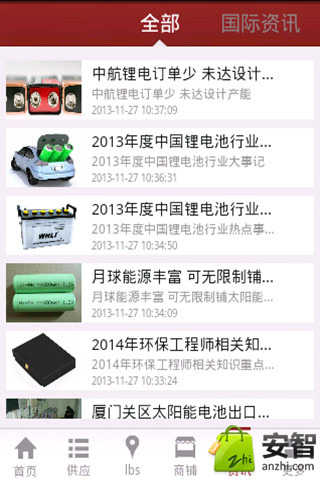 全部
国际资讯
中航锂电订单少 未达设计...
中航锂电订单少 未达设计产能
2013-11-27 10:37:09
2013年度中国锂电池行业...
2013年度中国锂电池行业大事记
2013-11-27 10:36:31
2013年度中国锂电池行业...
2013年度中国锂电池行业热点事...
2013-11-27 10:34:50
WHLI
月球能源丰富 可无限制铺...
月球能源丰富 可无限制铺太阳能...
2013-11-27 10:34:09
2014年环保工程师相关知...
2014年环保工程师相关知识重点...
2013-11-27 10:33:24
厦门关区太阳能电池出口...
首页
供应
lbs
商铺
zhi
安智
anzhi.com